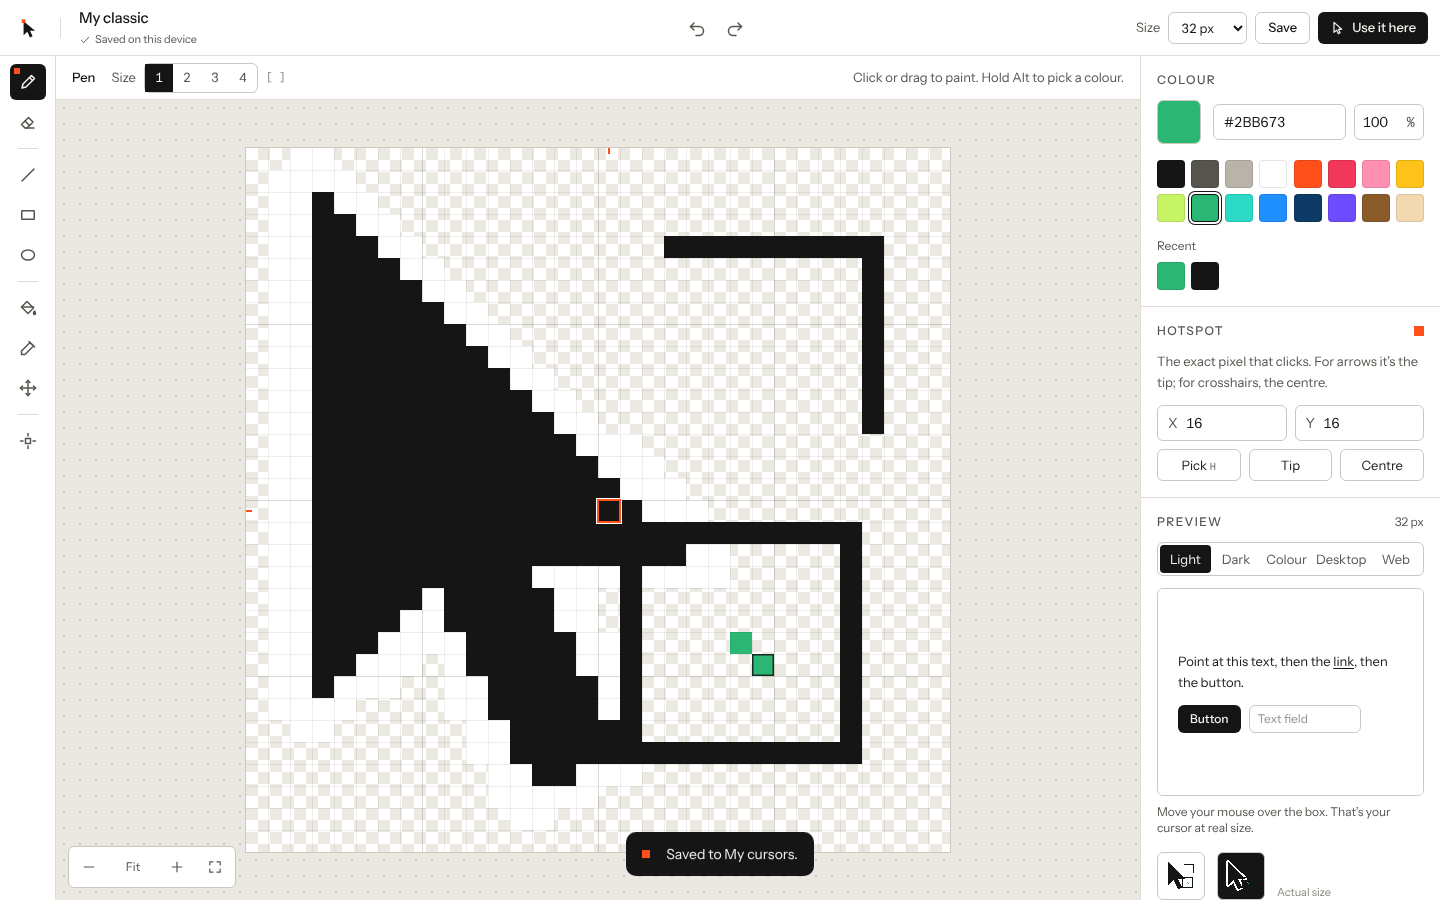 My classic
Saved on this device
Size 32 px Save Use it here
Pen Size 1 2 3 4 [ ] Click or drag to paint. Hold Alt to pick a colour.
COLOUR
#2BB673 100 %
Recent
HOTSPOT
The exact pixel that clicks. For arrows it's the
tip; for crosshairs, the centre.
X 16 Y 16
Pick H Tip Centre
PREVIEW 32 px
Light Dark Colour Desktop Web
Point at this text, then the link, then
the button.
Button Text field
Move your mouse over the box. That's your
cursor at real size.
Actual size
Fit
Saved to My cursors.